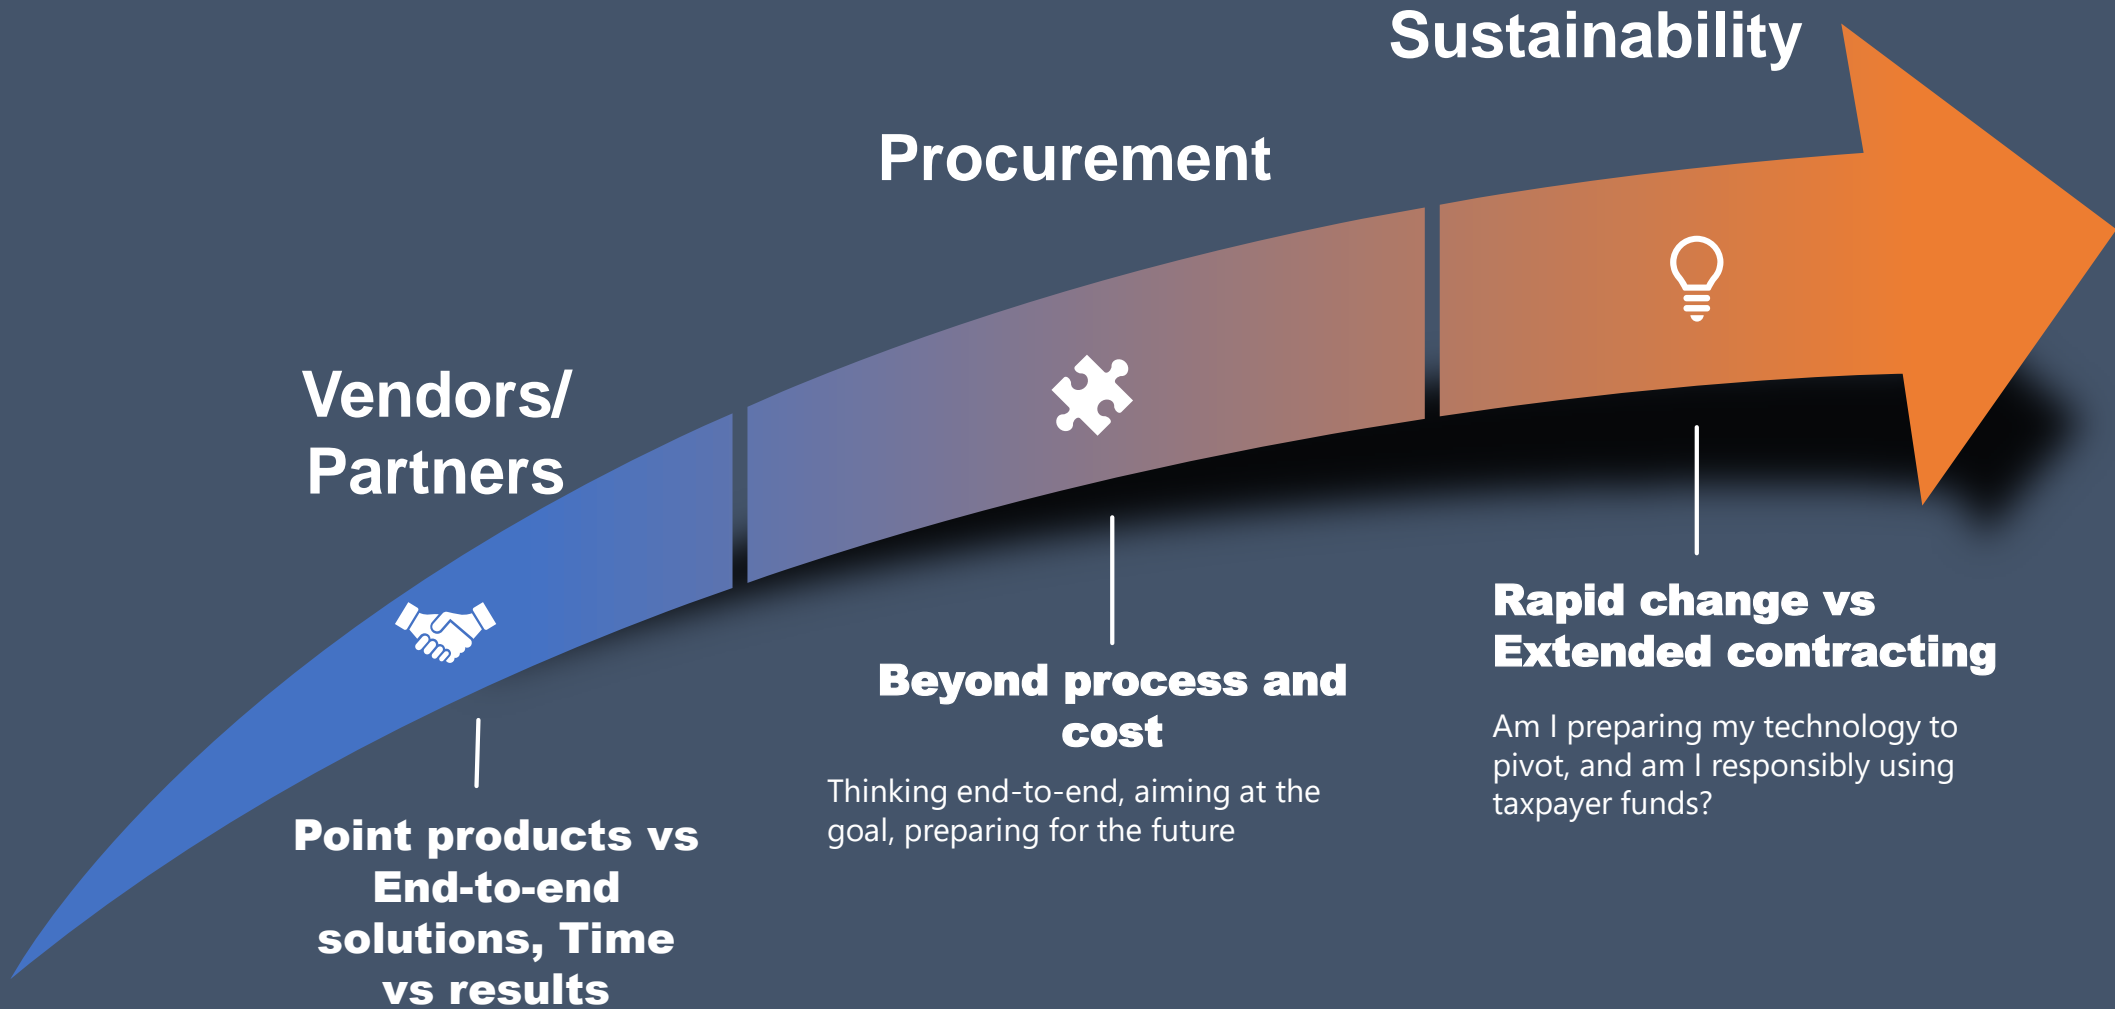 Sustainability
Procurement
Vendors/
Partners
Point products vs
End-to-end
solutions, Time
vs results
Beyond process and
cost
Thinking end-to-end, aiming at the
goal, preparing for the future
Rapid change vs
Extended contracting
Am I preparing my technology to
pivot, and am I responsibly using
taxpayer funds?